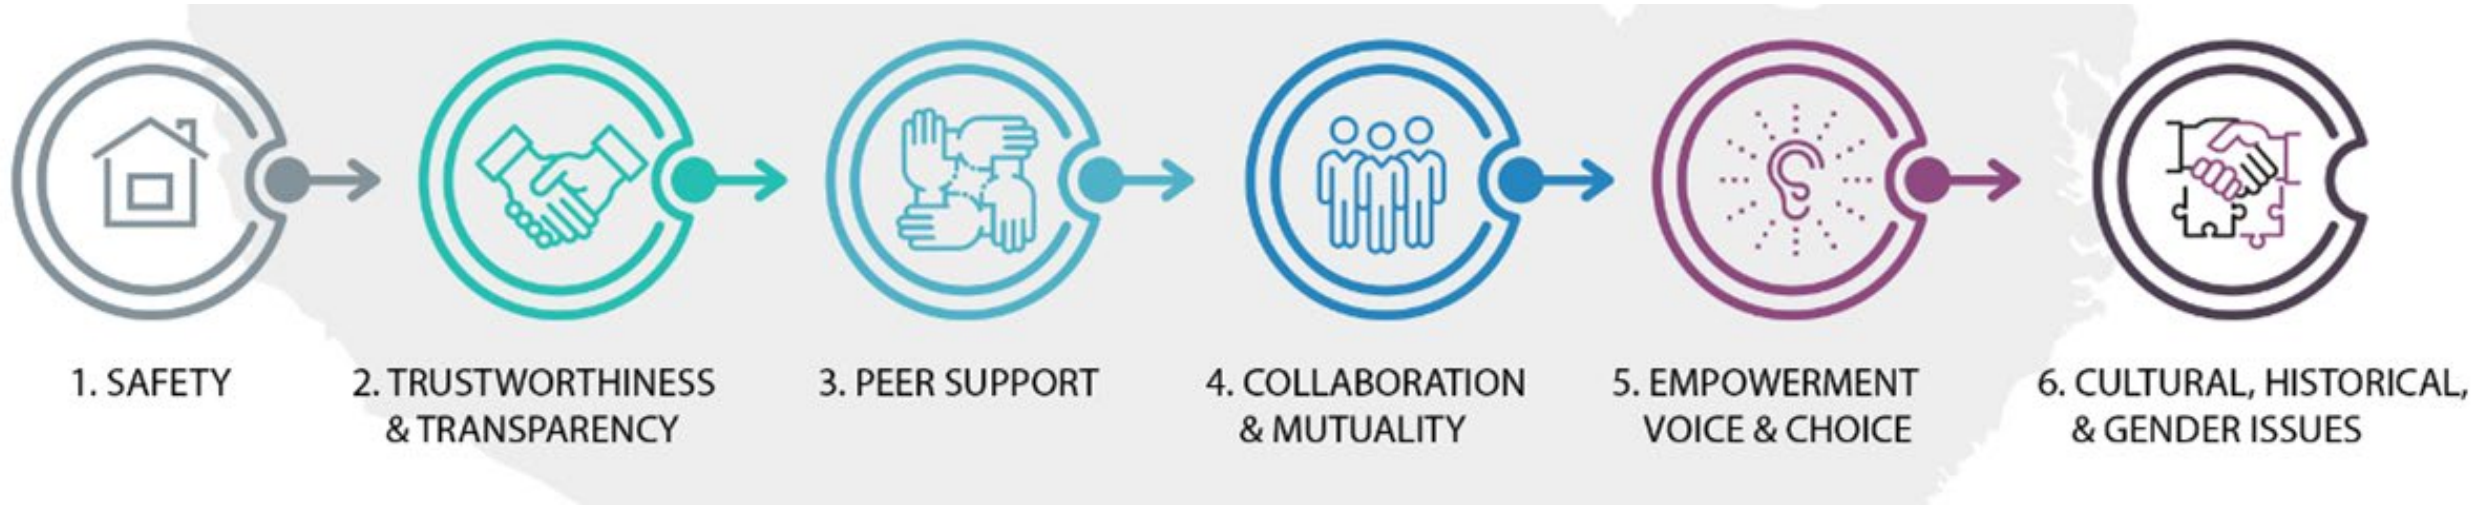 1. SAFETY
2. TRUSTWORTHINESS
& TRANSPARENCY
3. PEER SUPPORT
4. COLLABORATION
& MUTUALITY
5. EMPOWERMENT
VOICE & CHOICE
6. CULTURAL, HISTORICAL,
& GENDER ISSUES